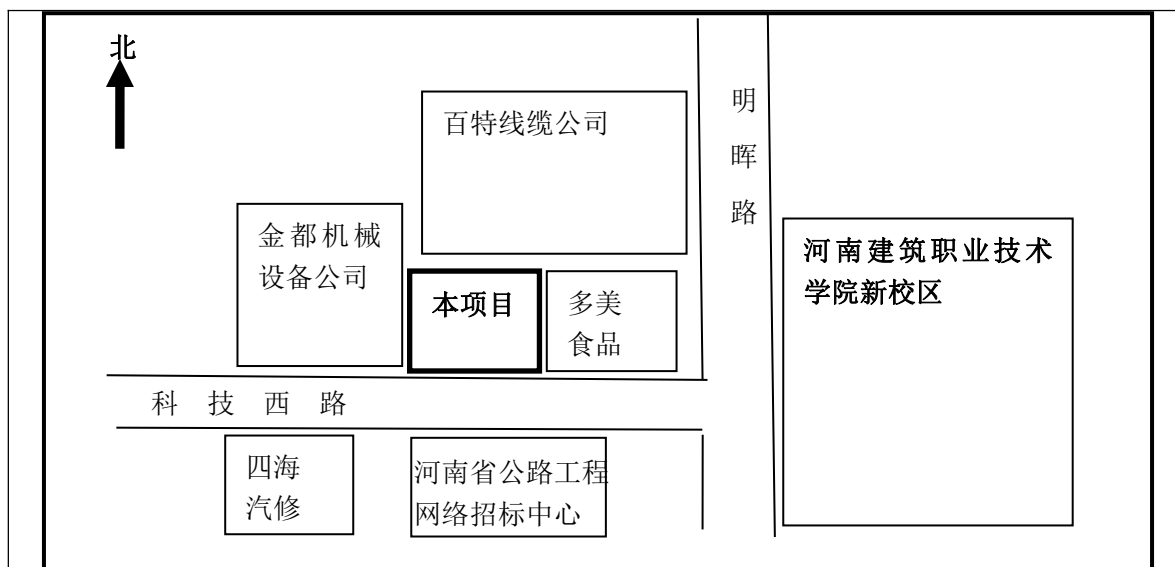 北
百特线缆公司
明
晖
路
金都机械
设备公司
本项目
多美
食品
河南建筑职业技术
学院新校区
科技西路
四海
汽修
河南省公路工程
网络招标中心